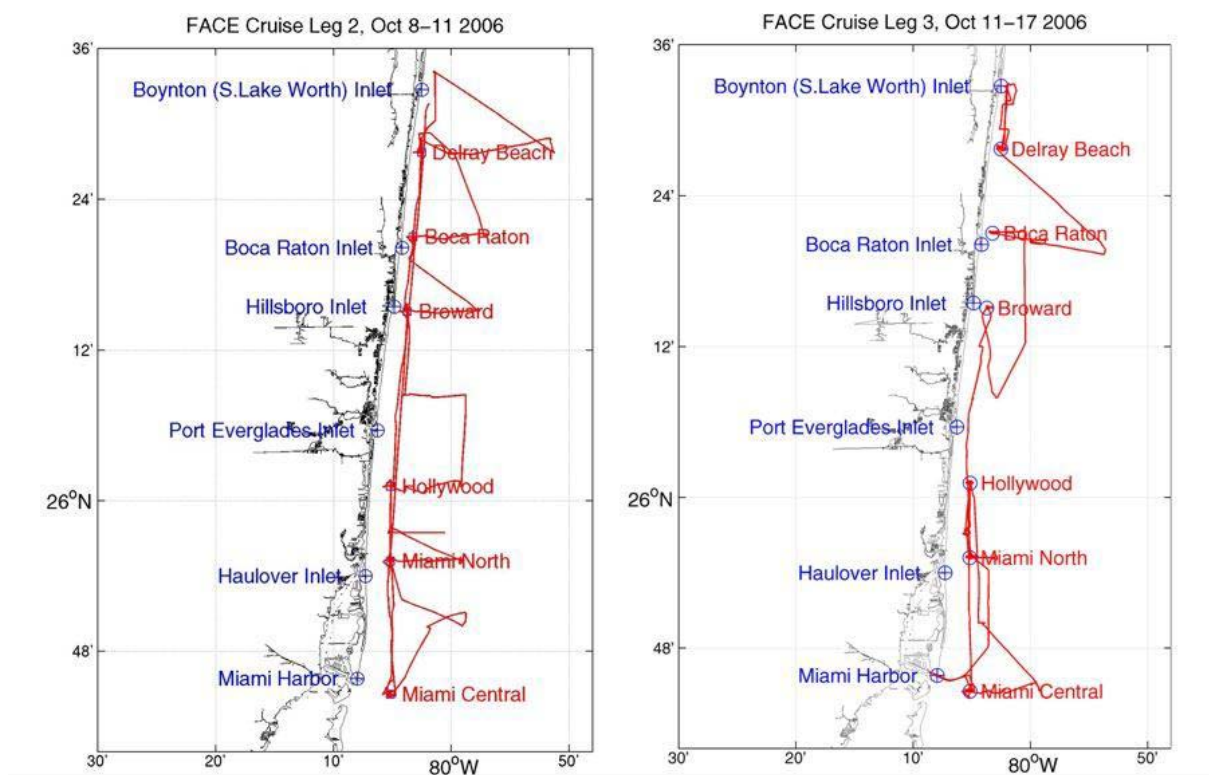 FACE Cruise Leg 2, Oct 8-11 2006
36'
Boynton (S.Lake Worth) Inlet
Delray Beach
24'
Boca Raton
Boca Raton Inlet
Hillsboro Inlet
Broward
12'
Port Everglades Inlet
Hollywood
26°N
Miami North
Haulover Inlet
48'
Miami Harbor
Miami Central
30'
20'
10'
80°W
50'
FACE Cruise Leg 3, Oct 11-17 2006
36'
Boynton (S.Lake Worth) Inlet
Delray Beach
24'
Boca Raton
Boca Raton Inlet
Hillsboro Inlet
Broward
12'
Port Everglades Inlet
Hollywood
26°N
Miami North
Haulover Inlet
48'
Miami Harbor
Miami Central
30'
20'
10'
80°W
50'